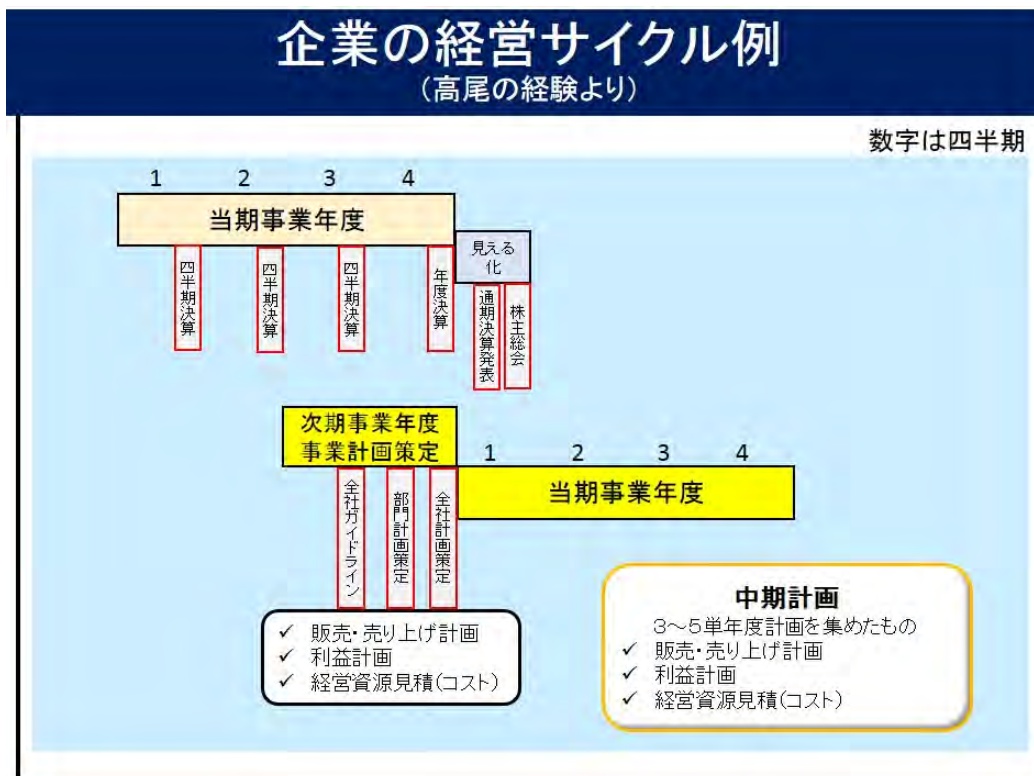 企業の経営サイクル例
(高尾の経験より)
数字は四半期
1 2 3 4
当期事業年度
見える
化
四半期決算
四半期決算
四半期決算
年度決算
通期決算発表
株主総会
次期事業年度
事業計画策定
1 2 3 4
当期事業年度
全社ガイドライン
部門計画策定
全社計画策定
✓ 販売・売り上げ計画
✓ 利益計画
✓ 経営資源見積(コスト)
中期計画
3～5単年度計画を集めたもの
✓ 販売・売り上げ計画
✓ 利益計画
✓ 経営資源見積(コスト)